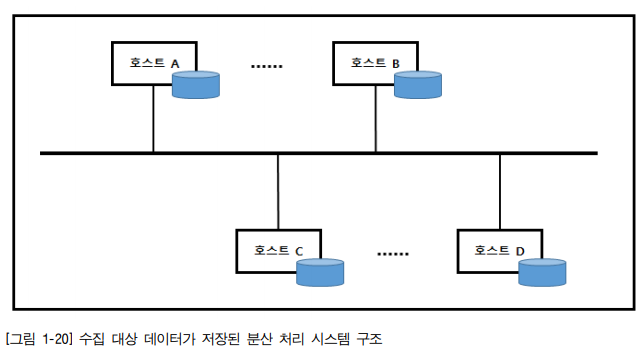 호스트 A
......
호스트 B
호스트 C
......
호스트 D
[그림 1-20] 수집 대상 데이터가 저장된 분산 처리 시스템 구조